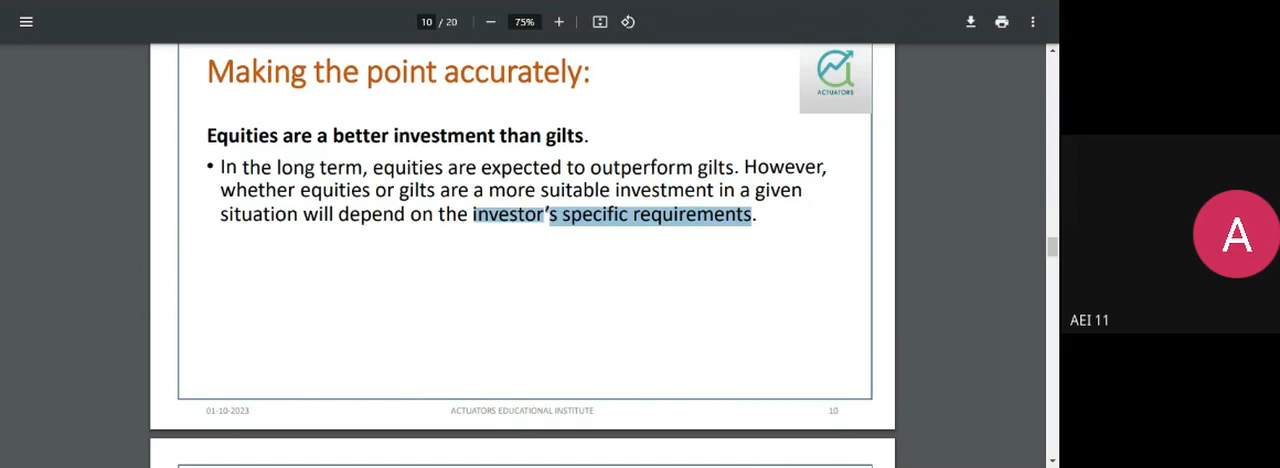 10 / 20
75%
Making the point accurately:
ACTUATORS
Equities are a better investment than gilts.
• In the long term, equities are expected to outperform gilts. However,
whether equities or gilts are a more suitable investment in a given
situation will depend on the investor's specific requirements.
01-10-2023
ACTUATORS EDUCATIONAL INSTITUTE
10
A
AEI 11